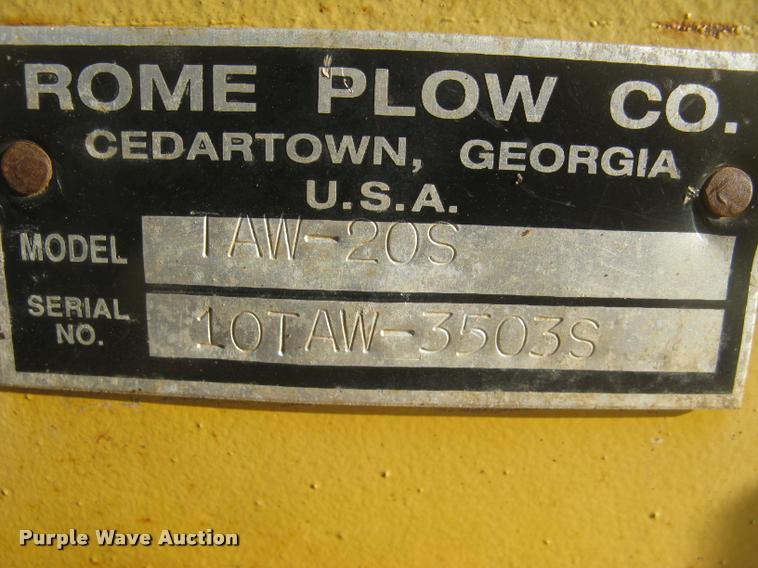 ROME PLOW CO.
CEDARTOWN, GEORGIA
U.S.A.
MODEL TAW-20S
SERIAL NO. 10TAW-3503S
Purple Wave Auction